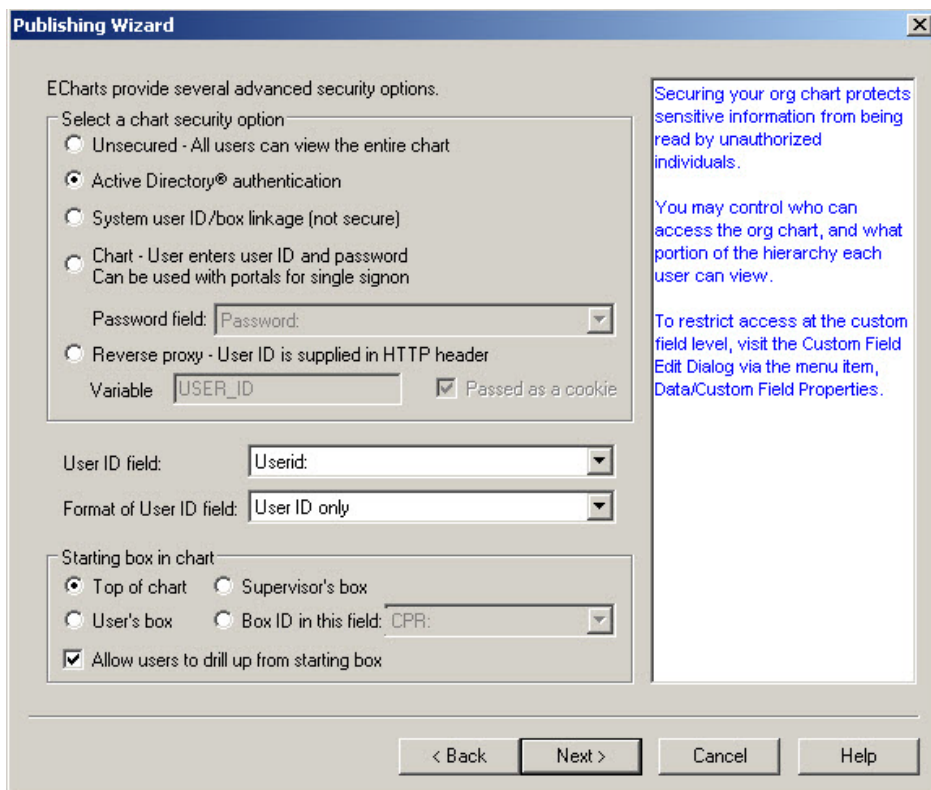 Publishing Wizard
ECharts provide several advanced security options.
Select a chart security option
Unsecured - All users can view the entire chart
Active Directory® authentication
System user ID/box linkage (not secure)
Chart - User enters user ID and password
Can be used with portals for single signon
Password field: Password:
Reverse proxy - User ID is supplied in HTTP header
Variable USER_ID Passed as a cookie
User ID field: Userid:
Format of User ID field: User ID only
Starting box in chart
Top of chart Supervisor's box
User's box Box ID in this field: CPR:
Allow users to drill up from starting box
Securing your org chart protects
sensitive information from being
read by unauthorized
individuals.
You may control who can
access the org chart, and what
portion of the hierarchy each
user can view.
To restrict access at the custom
field level, visit the Custom Field
Edit Dialog via the menu item,
Data/Custom Field Properties.
< Back Next > Cancel Help